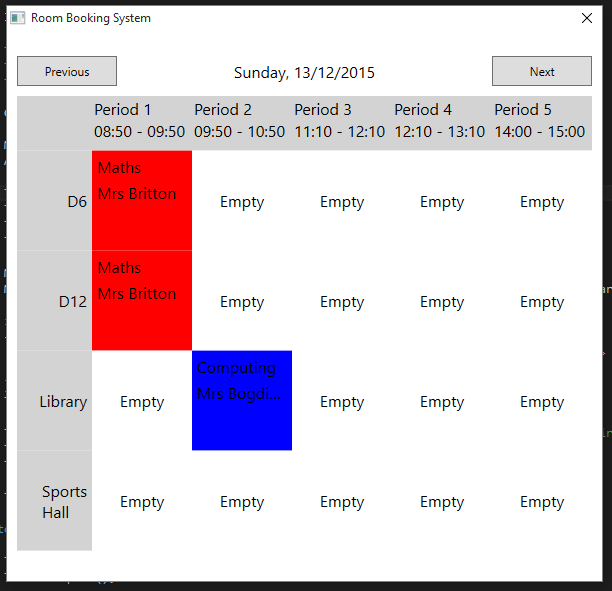 Room Booking System
Previous
Sunday, 13/12/2015
Next
Period 1
08:50 - 09:50
Period 2
09:50 - 10:50
Period 3
11:10 - 12:10
Period 4
12:10 - 13:10
Period 5
14:00 - 15:00
D6
Maths
Mrs Britton
Empty
Empty
Empty
Empty
D12
Maths
Mrs Britton
Empty
Empty
Empty
Empty
Library
Empty
Computing
Mrs Bogdi...
Empty
Empty
Empty
Sports
Hall
Empty
Empty
Empty
Empty
Empty